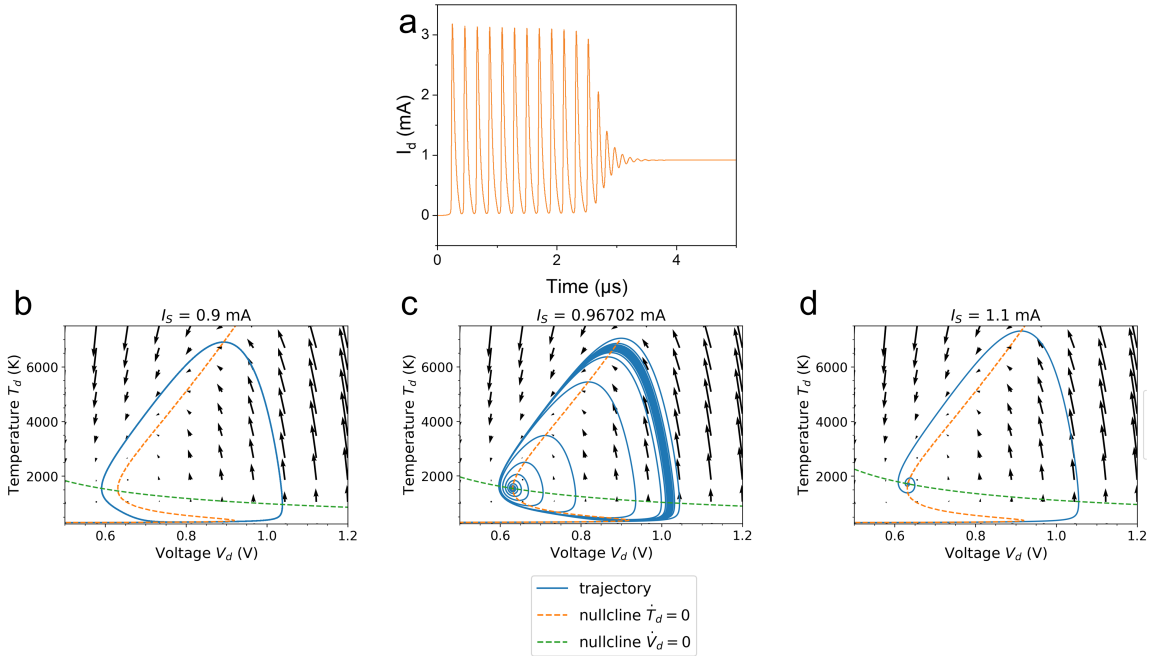 a
3
2
1
0
I_d (mA)
0
2
4
Time (µs)
b
I_S = 0.9 mA
6000
4000
2000
Temperature T_d (K)
0.6
0.8
1.0
1.2
Voltage V_d (V)
c
I_S = 0.96702 mA
6000
4000
2000
Temperature T_d (K)
0.6
0.8
1.0
1.2
Voltage V_d (V)
d
I_S = 1.1 mA
6000
4000
2000
Temperature T_d (K)
0.6
0.8
1.0
1.2
Voltage V_d (V)
trajectory
nullcline Ṫ_d = 0
nullcline V̇_d = 0